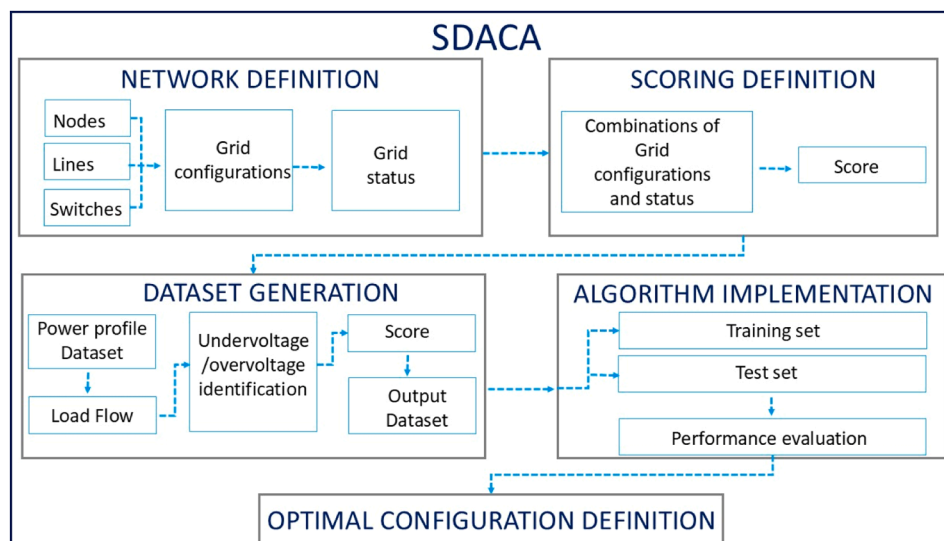 SDACA
NETWORK DEFINITION
Nodes
Lines
Switches
Grid
configurations
Grid
status
SCORING DEFINITION
Combinations of
Grid
configurations
and status
Score
DATASET GENERATION
Power profile
Dataset
Load Flow
Undervoltage
/overvoltage
identification
Score
Output
Dataset
ALGORITHM IMPLEMENTATION
Training set
Test set
Performance evaluation
OPTIMAL CONFIGURATION DEFINITION